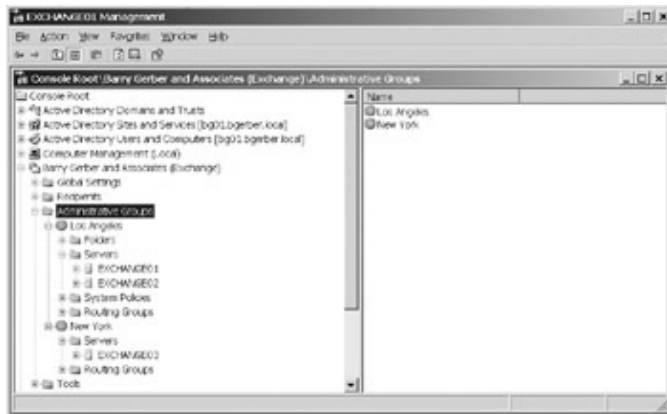 EXCHANGE01 Management
File Action View Favorites Window Help
Console Root\Barry Gerber and Associates (Exchange)\Administrative Groups
Console Root
Active Directory Domains and Trusts
Active Directory Sites and Services [bg01.bgerber.local]
Active Directory Users and Computers [bg01.bgerber.local]
Computer Management (Local)
Barry Gerber and Associates (Exchange)
Global Settings
Recipients
Administrative Groups
Los Angeles
Folders
Servers
EXCHANGE01
EXCHANGE02
System Policies
Routing Groups
New York
Servers
EXCHANGE03
Routing Groups
Tools
Name
Los Angeles
New York